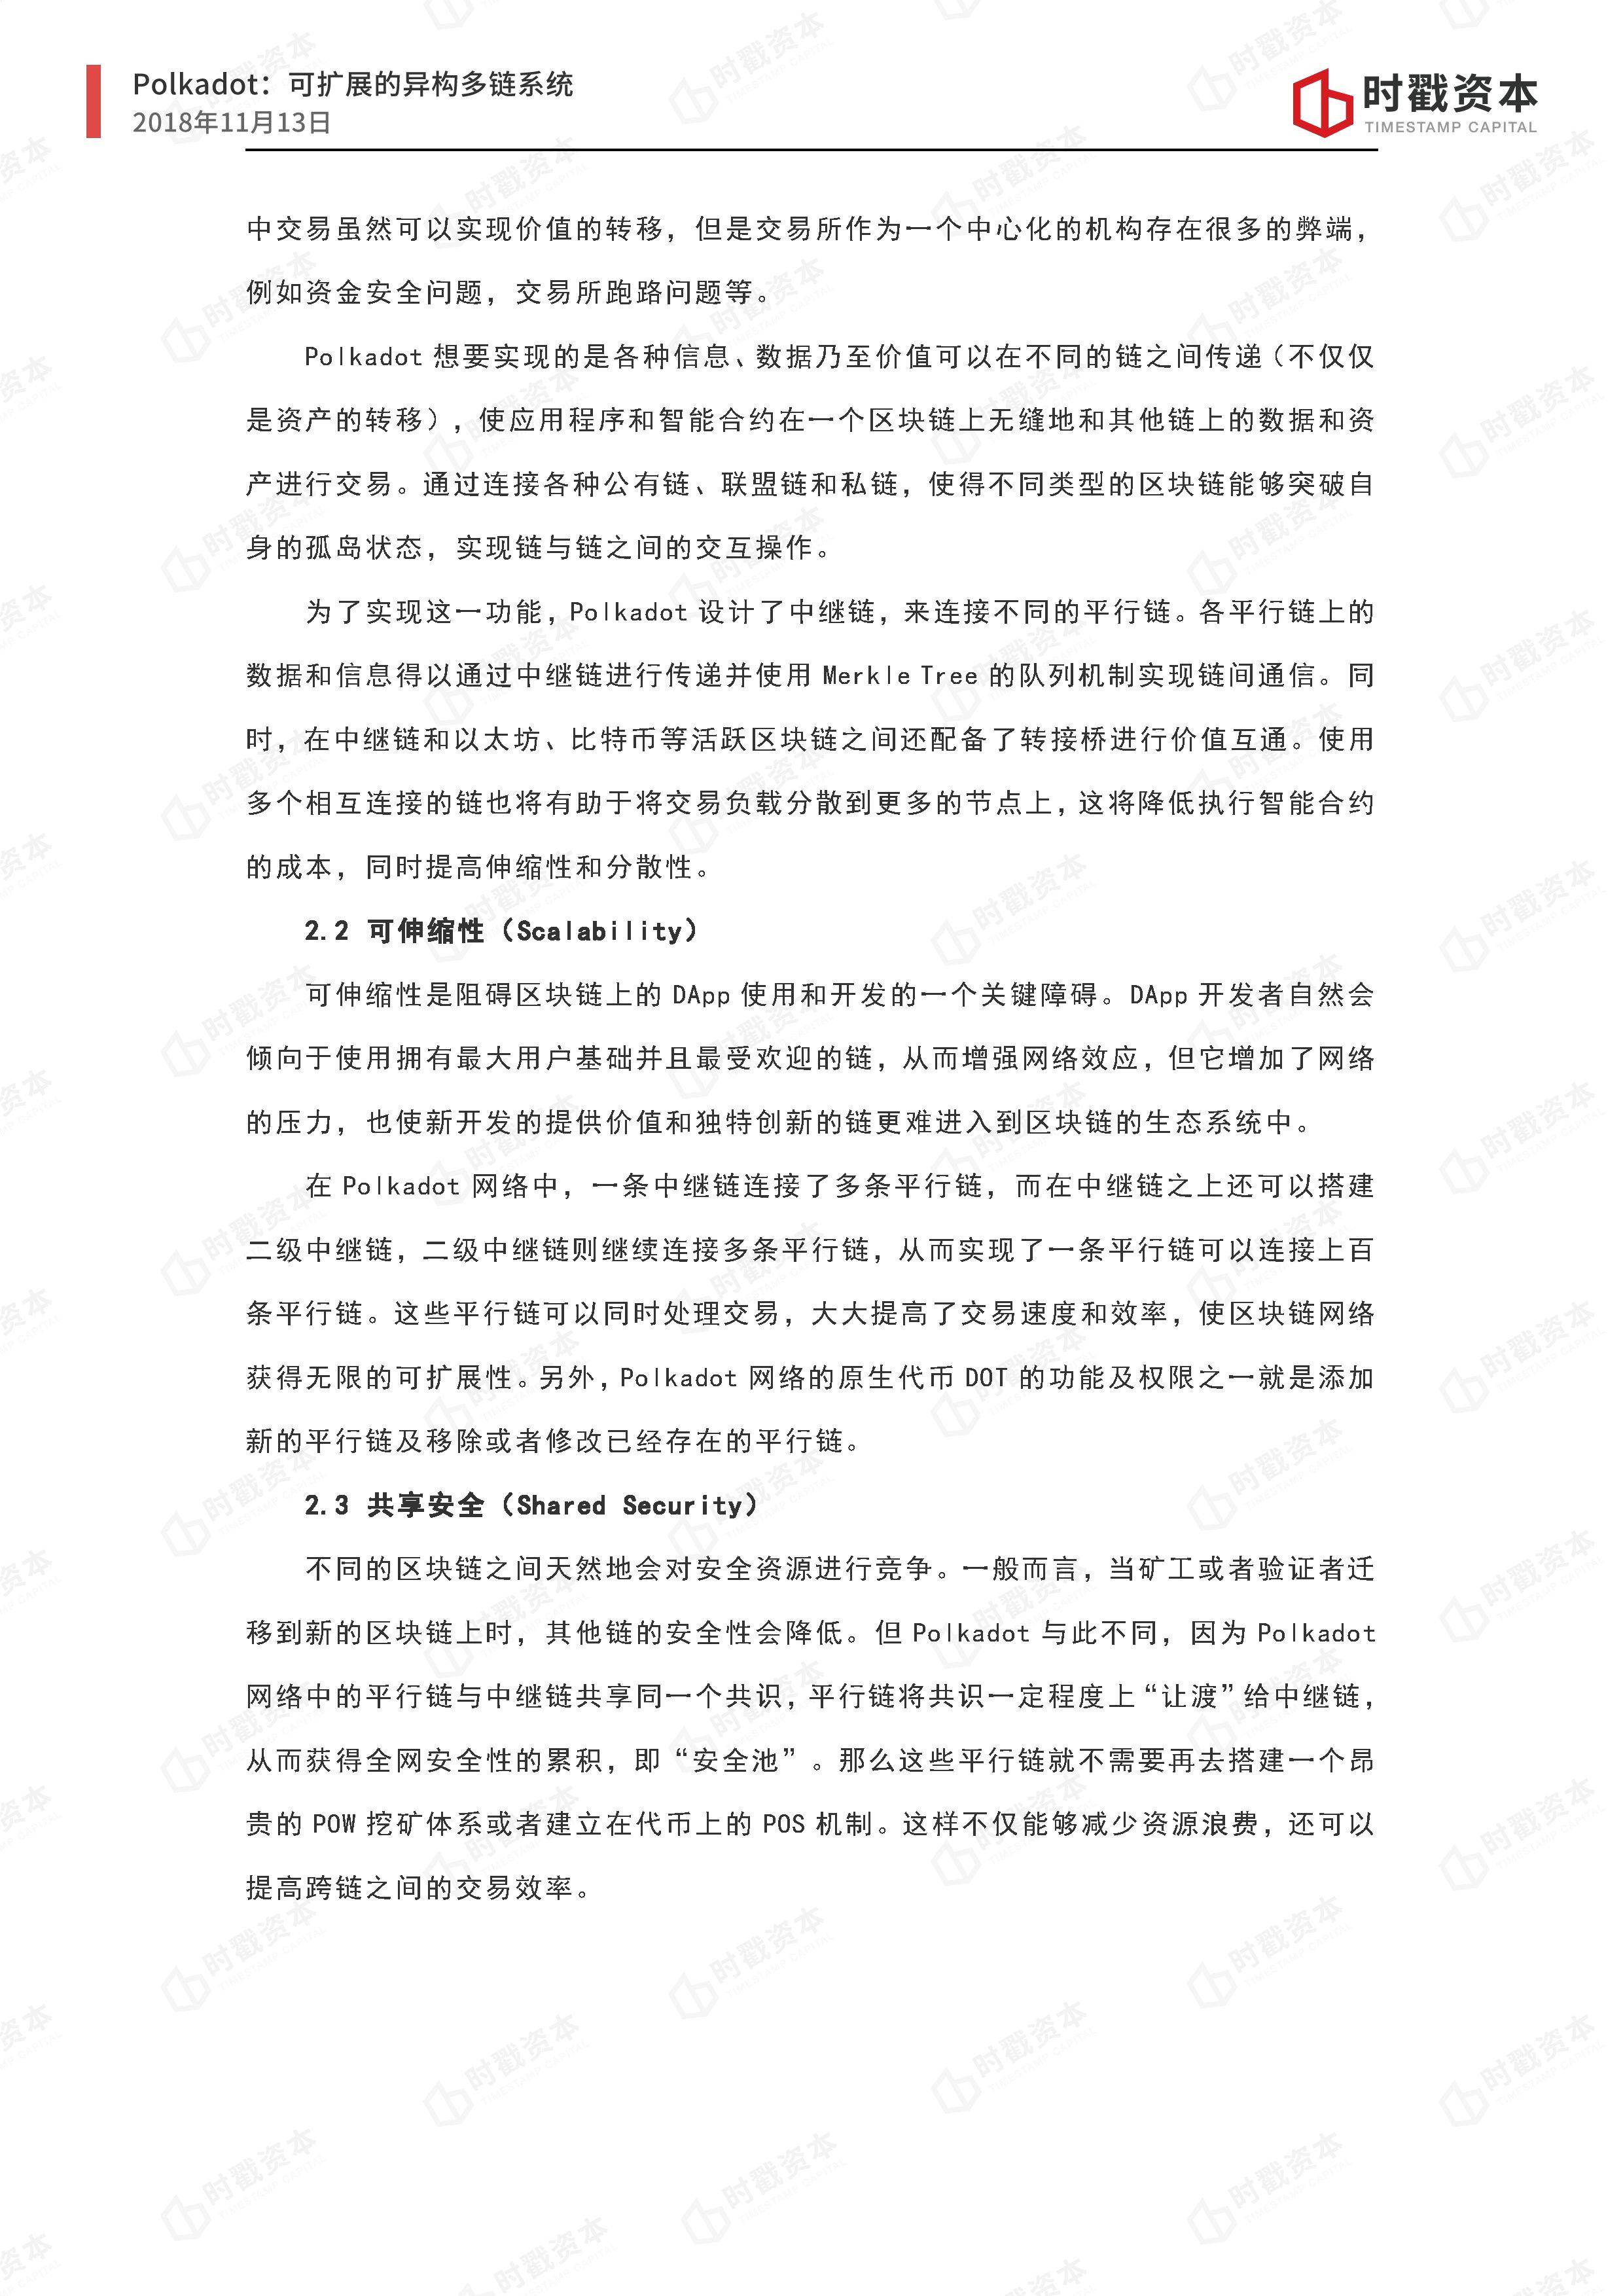 Polkadot：可扩展的异构多链系统
2018年11月13日
时戳资本
TIMESTAMP CAPITAL
中交易虽然可以实现价值的转移，但是交易所作为一个中心化的机构存在很多的弊端，
例如资金安全问题，交易所跑路问题等。
Polkadot 想要实现的是各种信息、数据乃至价值可以在不同的链之间传递（不仅仅
是资产的转移），使应用程序和智能合约在一个区块链上无缝地和其他链上的数据和资
产进行交易。通过连接各种公有链、联盟链和私链，使得不同类型的区块链能够突破自
身的孤岛状态，实现链与链之间的交互操作。
为了实现这一功能，Polkadot 设计了中继链，来连接不同的平行链。各平行链上的
数据和信息得以通过中继链进行传递并使用 Merkle Tree 的队列机制实现链间通信。同
时，在中继链和以太坊、比特币等活跃区块链之间还配备了转接桥进行价值互通。使用
多个相互连接的链也将有助于将交易负载分散到更多的节点上，这将降低执行智能合约
的成本，同时提高伸缩性和分散性。
2.2 可伸缩性（Scalability）
可伸缩性是阻碍区块链上的 DApp 使用和开发的一个关键障碍。DApp 开发者自然会
倾向于使用拥有最大用户基础并且最受欢迎的链，从而增强网络效应，但它增加了网络
的压力，也使新开发的提供价值和独特创新的链更难进入到区块链的生态系统中。
在 Polkadot 网络中，一条中继链连接了多条平行链，而在中继链之上还可以搭建
二级中继链，二级中继链则继续连接多条平行链，从而实现了一条平行链可以连接上百
条平行链。这些平行链可以同时处理交易，大大提高了交易速度和效率，使区块链网络
获得无限的可扩展性。另外，Polkadot 网络的原生代币 DOT 的功能及权限之一就是添加
新的平行链及移除或者修改已经存在的平行链。
2.3 共享安全（Shared Security）
不同的区块链之间天然地会对安全资源进行竞争。一般而言，当矿工或者验证者迁
移到新的区块链上时，其他链的安全性会降低。但 Polkadot 与此不同，因为 Polkadot
网络中的平行链与中继链共享同一个共识，平行链将共识一定程度上“让渡”给中继链，
从而获得全网安全性的累积，即“安全池”。那么这些平行链就不需要再去搭建一个昂
贵的 POW 挖矿体系或者建立在代币上的 POS 机制。这样不仅能够减少资源浪费，还可以
提高跨链之间的交易效率。